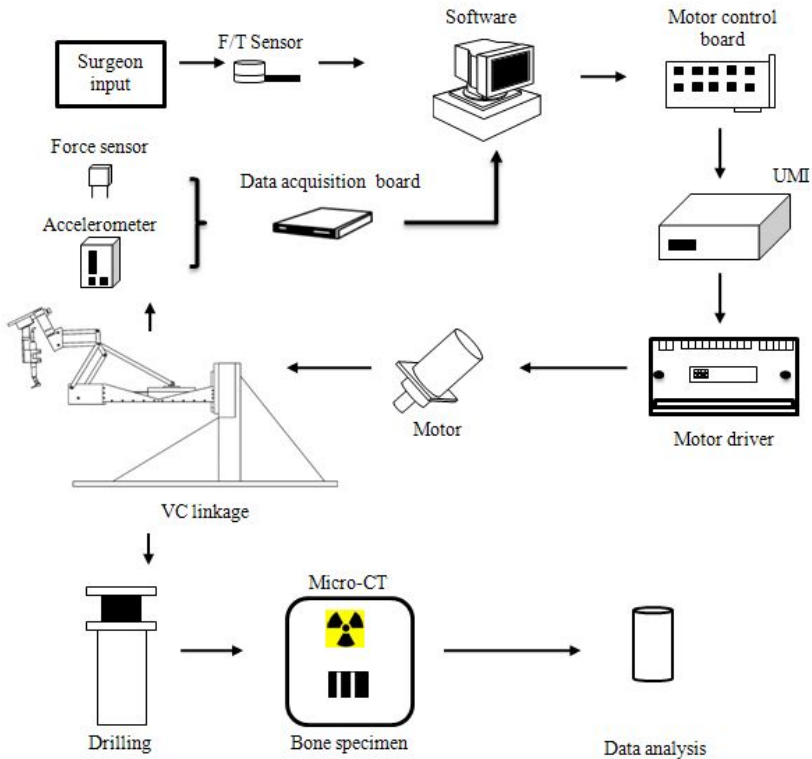 Software
Motor control
board
F/T Sensor
Surgeon
input
Force sensor
Data acquisition board
UMI
Accelerometer
Motor
Motor driver
VC linkage
Micro-CT
Drilling
Bone specimen
Data analysis